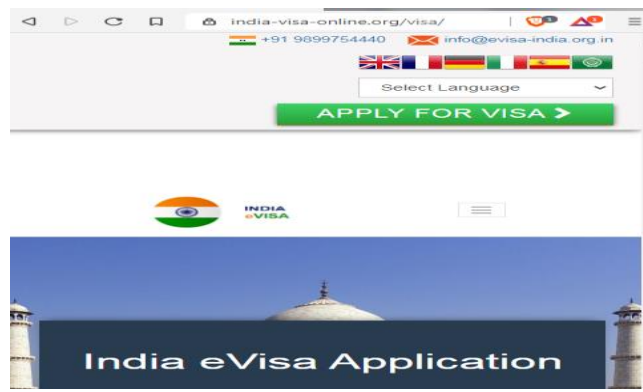 india-visa-online.org/visa/
+91 9899754440 info@evisa-india.org.in
Select Language
APPLY FOR VISA >
INDIA
eVISA
India eVisa Application